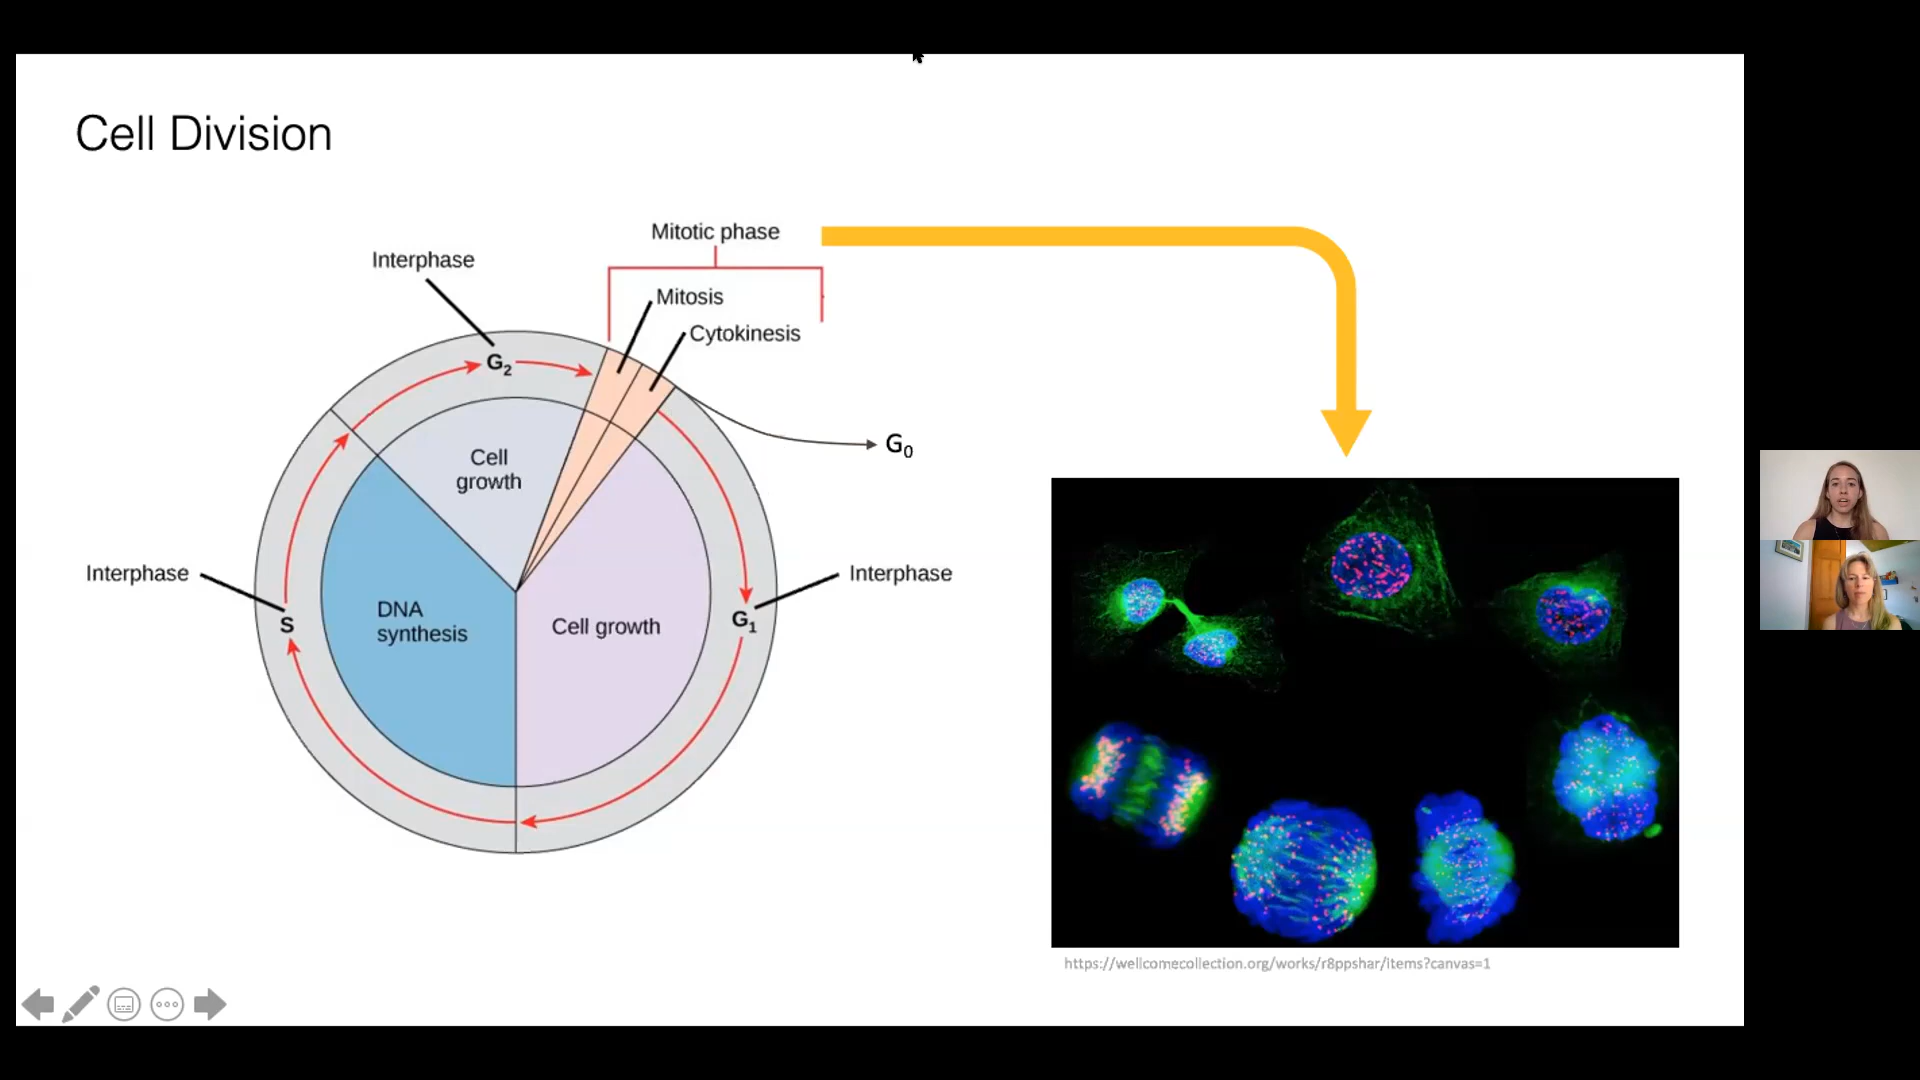 Cell Division
Mitotic phase
Interphase
Mitosis
Cytokinesis
G2
G0
Cell
growth
Interphase
Interphase
DNA
synthesis
S
Cell growth
G1
https://wellcomecollection.org/works/r8ppshar/items?canvas=1